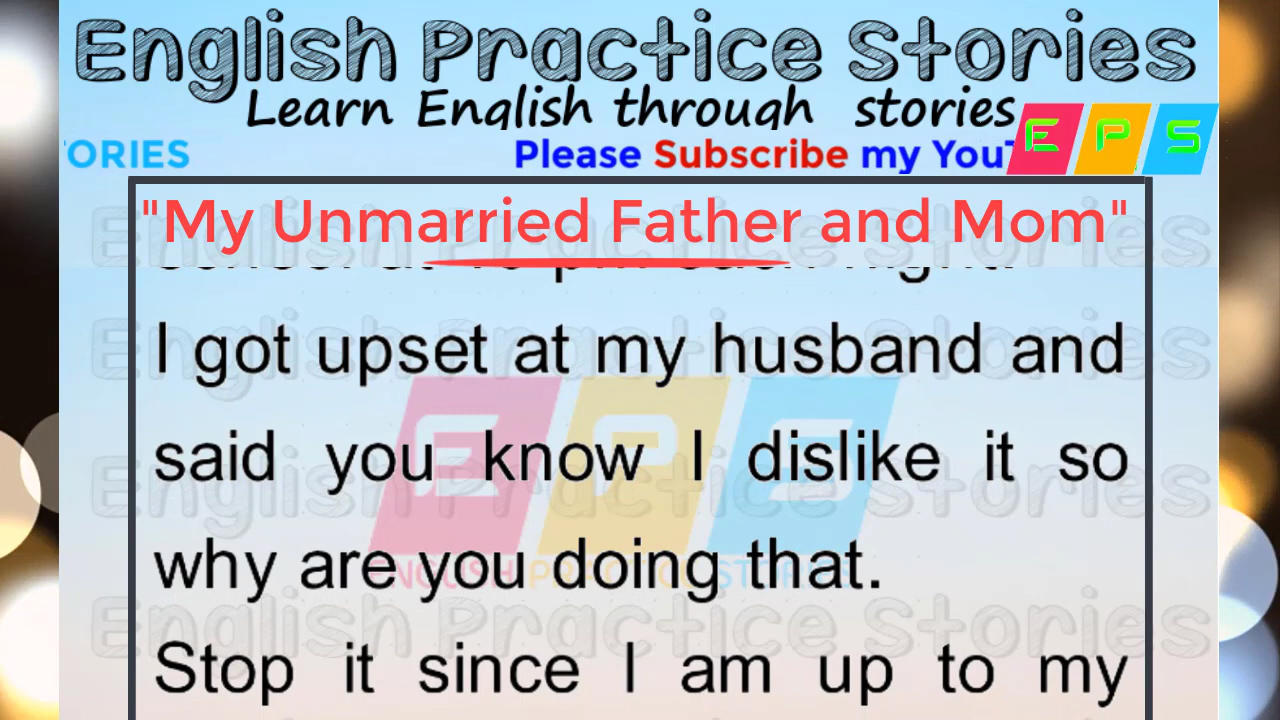 English Practice Stories
Learn English through stories
TORIES Please Subscribe my You
E P S
"My Unmarried Father and Mom"
I got upset at my husband and
said you know I dislike it so
why are you doing that.
Stop it since I am up to my